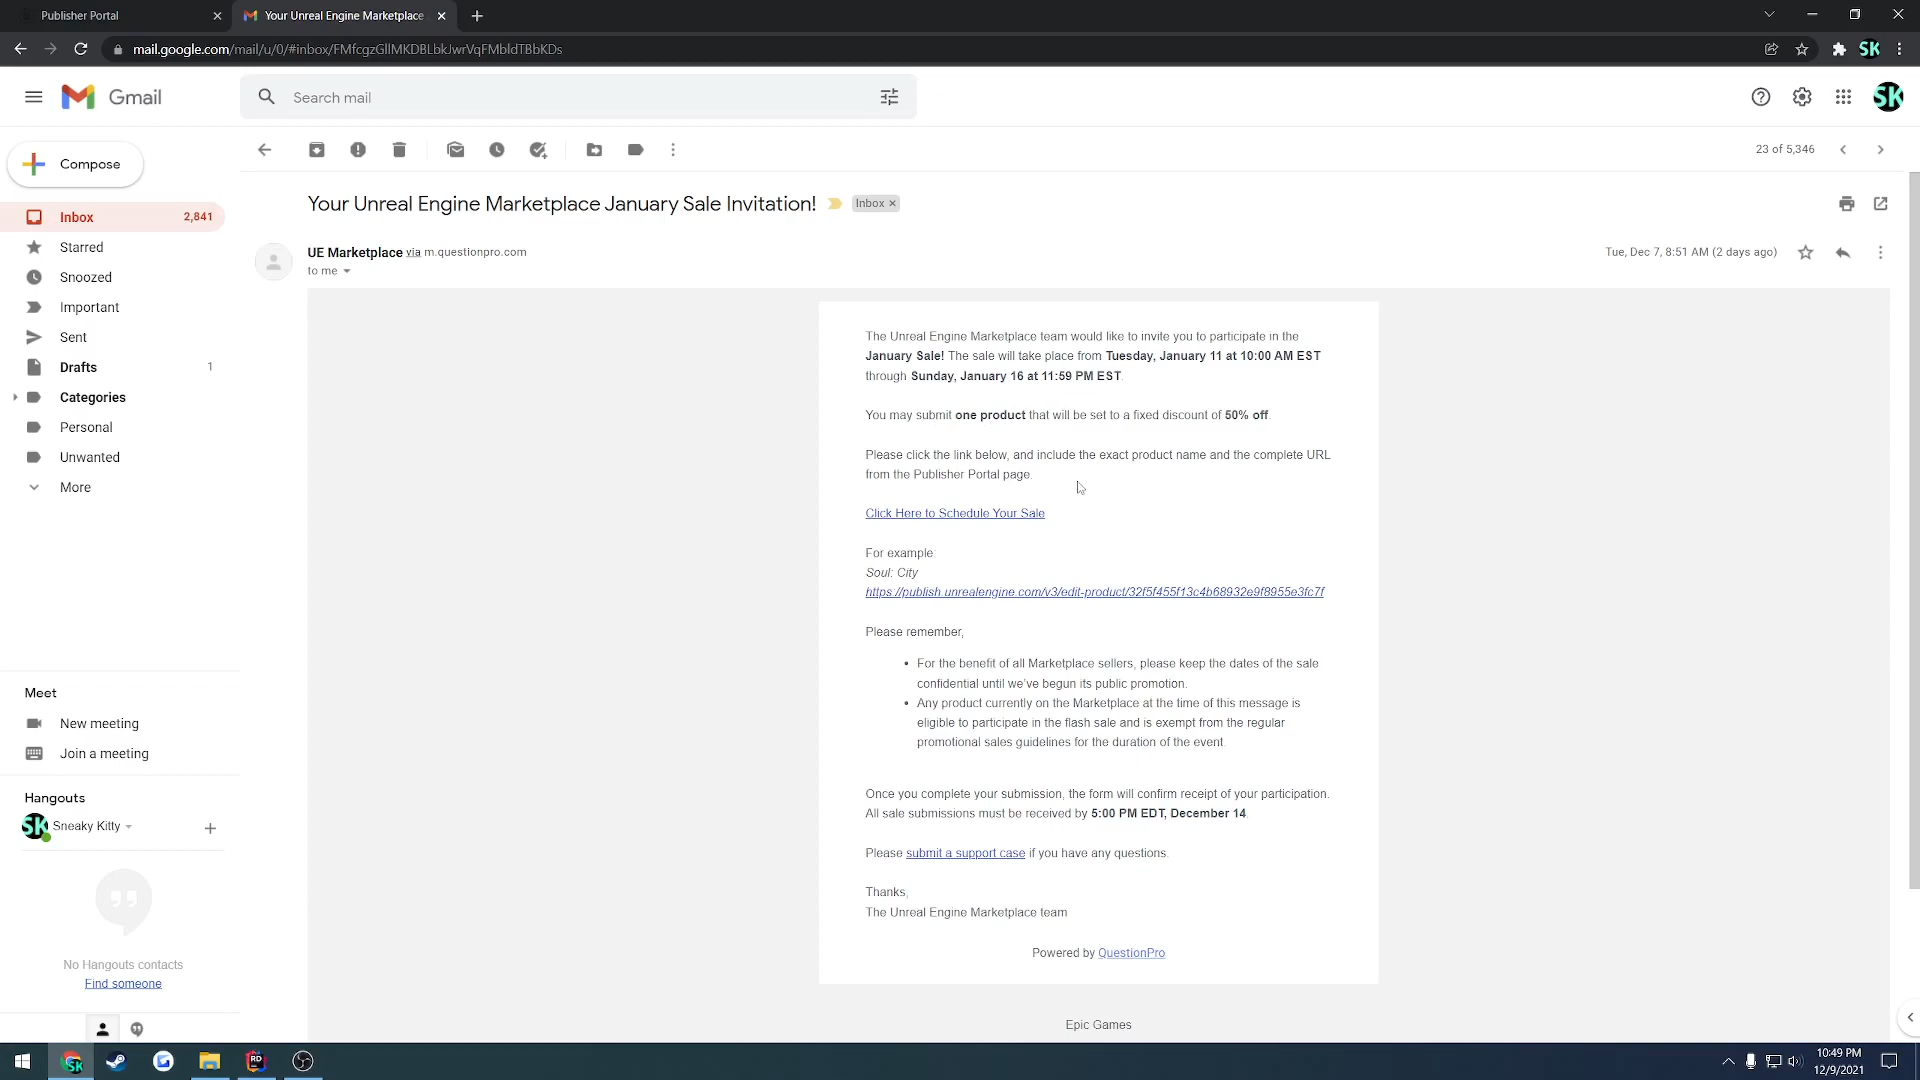 Publisher Portal
Your Unreal Engine Marketplace
mail.google.com/mail/u/0/#inbox/FMfcgzGllMKDBLbkJwrVqFMbldTBbKDs
SK
Gmail
Search mail
SK
Compose
23 of 5,346
Your Unreal Engine Marketplace January Sale Invitation!
Inbox ×
Inbox 2,841
Starred
Snoozed
Important
Sent
Drafts 1
Categories
Personal
Unwanted
More
UE Marketplace via m.questionpro.com
Tue, Dec 7, 8:51 AM (2 days ago)
to me
The Unreal Engine Marketplace team would like to invite you to participate in the
January Sale! The sale will take place from Tuesday, January 11 at 10:00 AM EST
through Sunday, January 16 at 11:59 PM EST.
You may submit one product that will be set to a fixed discount of 50% off.
Please click the link below, and include the exact product name and the complete URL
from the Publisher Portal page.
Click Here to Schedule Your Sale
For example:
Soul: City
https://publish.unrealengine.com/v3/edit-product/32f5f455f13c4b68932e9f8955e3fc7f
Please remember,
• For the benefit of all Marketplace sellers, please keep the dates of the sale
confidential until we've begun its public promotion.
• Any product currently on the Marketplace at the time of this message is
eligible to participate in the flash sale and is exempt from the regular
promotional sales guidelines for the duration of the event.
Once you complete your submission, the form will confirm receipt of your participation.
All sale submissions must be received by 5:00 PM EDT, December 14.
Please submit a support case if you have any questions.
Thanks,
The Unreal Engine Marketplace team
Powered by QuestionPro
Epic Games
Meet
New meeting
Join a meeting
Hangouts
SK
Sneaky Kitty
No Hangouts contacts
Find someone
SK
RD
10:49 PM
12/9/2021